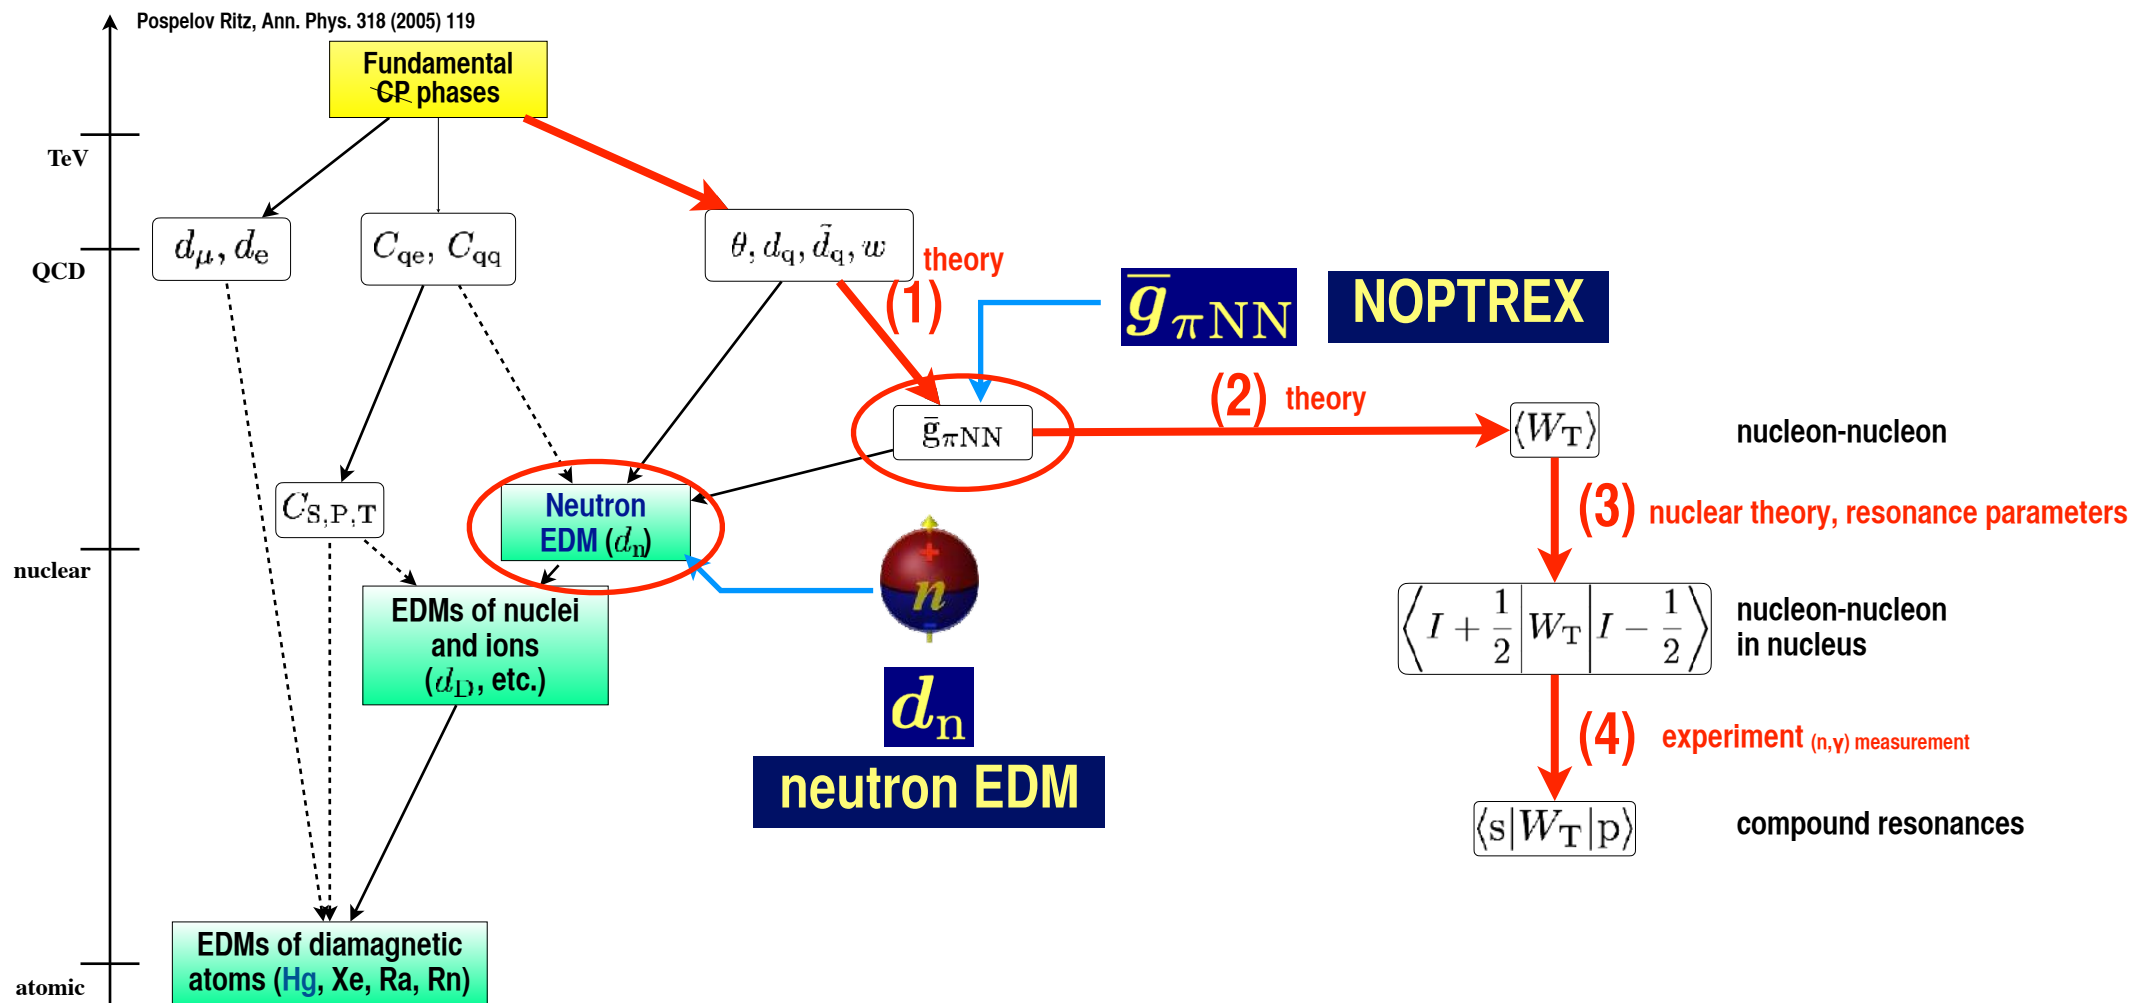 Pospelov Ritz, Ann. Phys. 318 (2005) 119
Fundamental
CP phases
TeV
QCD
nuclear
atomic
d_μ, d_e
C_qe, C_qq
θ, d_q, d̃_q, w
theory
(1)
g̅_πNN
NOPTREX
(2) theory
g̅_πNN
⟨W_T⟩
nucleon-nucleon
C_S,P,T
Neutron
EDM (d_n)
(3) nuclear theory, resonance parameters
+
n
-
EDMs of nuclei
and ions
(d_D, etc.)
⟨I + 1/2|W_T|I − 1/2⟩
nucleon-nucleon
in nucleus
d_n
neutron EDM
(4) experiment (n,γ) measurement
⟨s|W_T|p⟩
compound resonances
EDMs of diamagnetic
atoms (Hg, Xe, Ra, Rn)